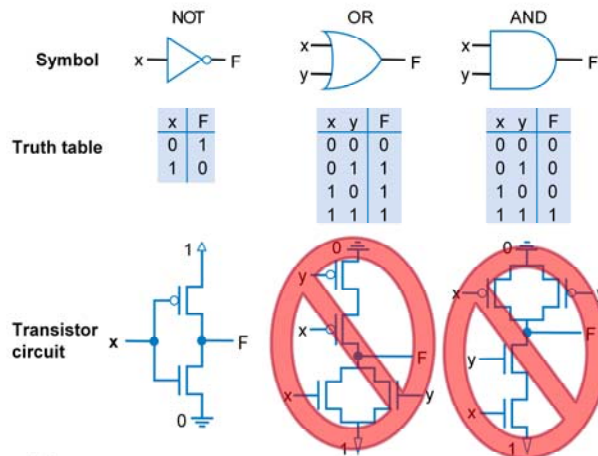 NOT OR AND
Symbol x F x y F x y F
Truth table
x F
0 1
1 0
x y F
0 0 0
0 1 1
1 0 1
1 1 1
x y F
0 0 0
0 1 0
1 0 0
1 1 1
Transistor
circuit
1
x F
0
0
y
x
F
x y
1
0
x
F
y
x
1